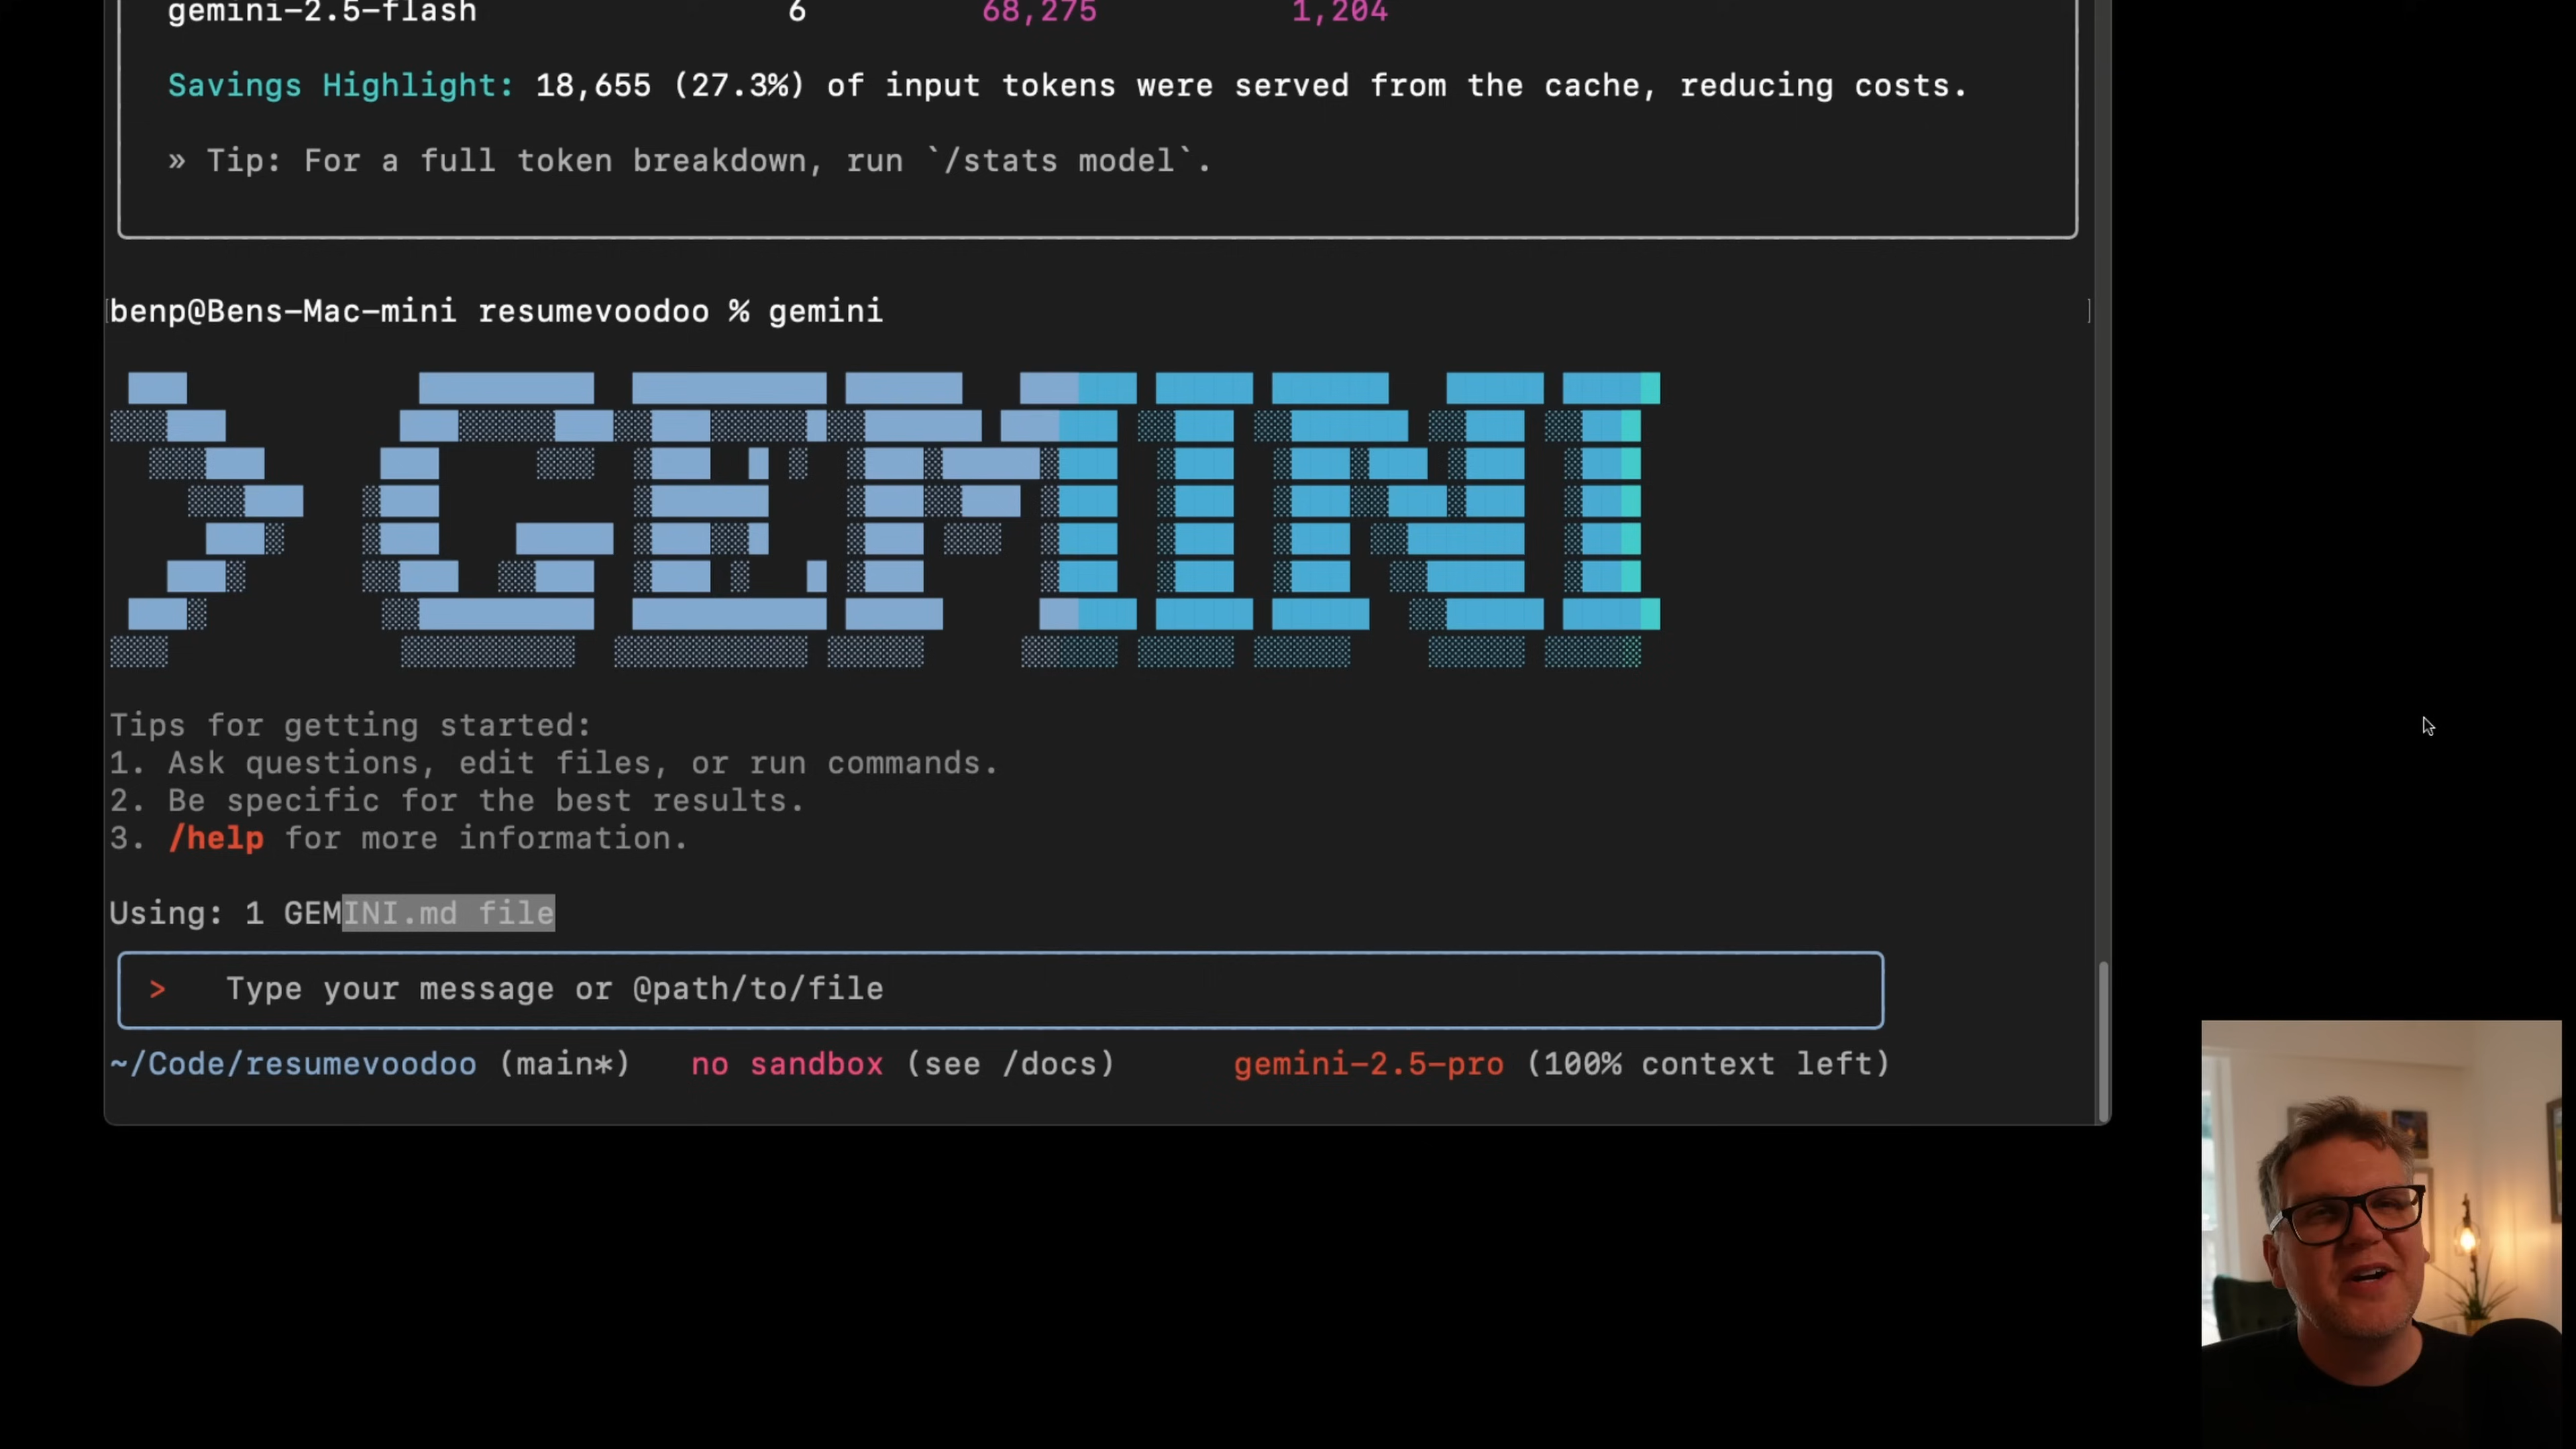 gemini-2.5-flash 6 68,275 1,204
Savings Highlight: 18,655 (27.3%) of input tokens were served from the cache, reducing costs.
» Tip: For a full token breakdown, run `/stats model`.
benp@Bens-Mac-mini resumevoodoo % gemini
> GEMINI
Tips for getting started:
1. Ask questions, edit files, or run commands.
2. Be specific for the best results.
3. /help for more information.
Using: 1 GEMINI.md file
> Type your message or @path/to/file
~/Code/resumevoodoo (main*) no sandbox (see /docs) gemini-2.5-pro (100% context left)